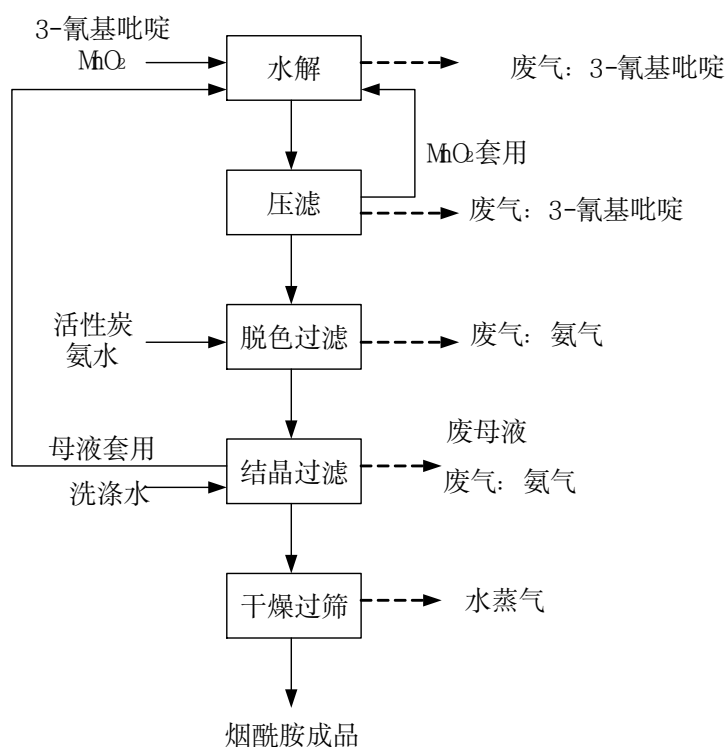 3-氰基吡啶
MnO₂
水解
废气：3-氰基吡啶
MnO₂套用
压滤
废气：3-氰基吡啶
活性炭
氨水
脱色过滤
废气：氨气
母液套用
洗涤水
结晶过滤
废母液
废气：氨气
干燥过筛
水蒸气
烟酰胺成品